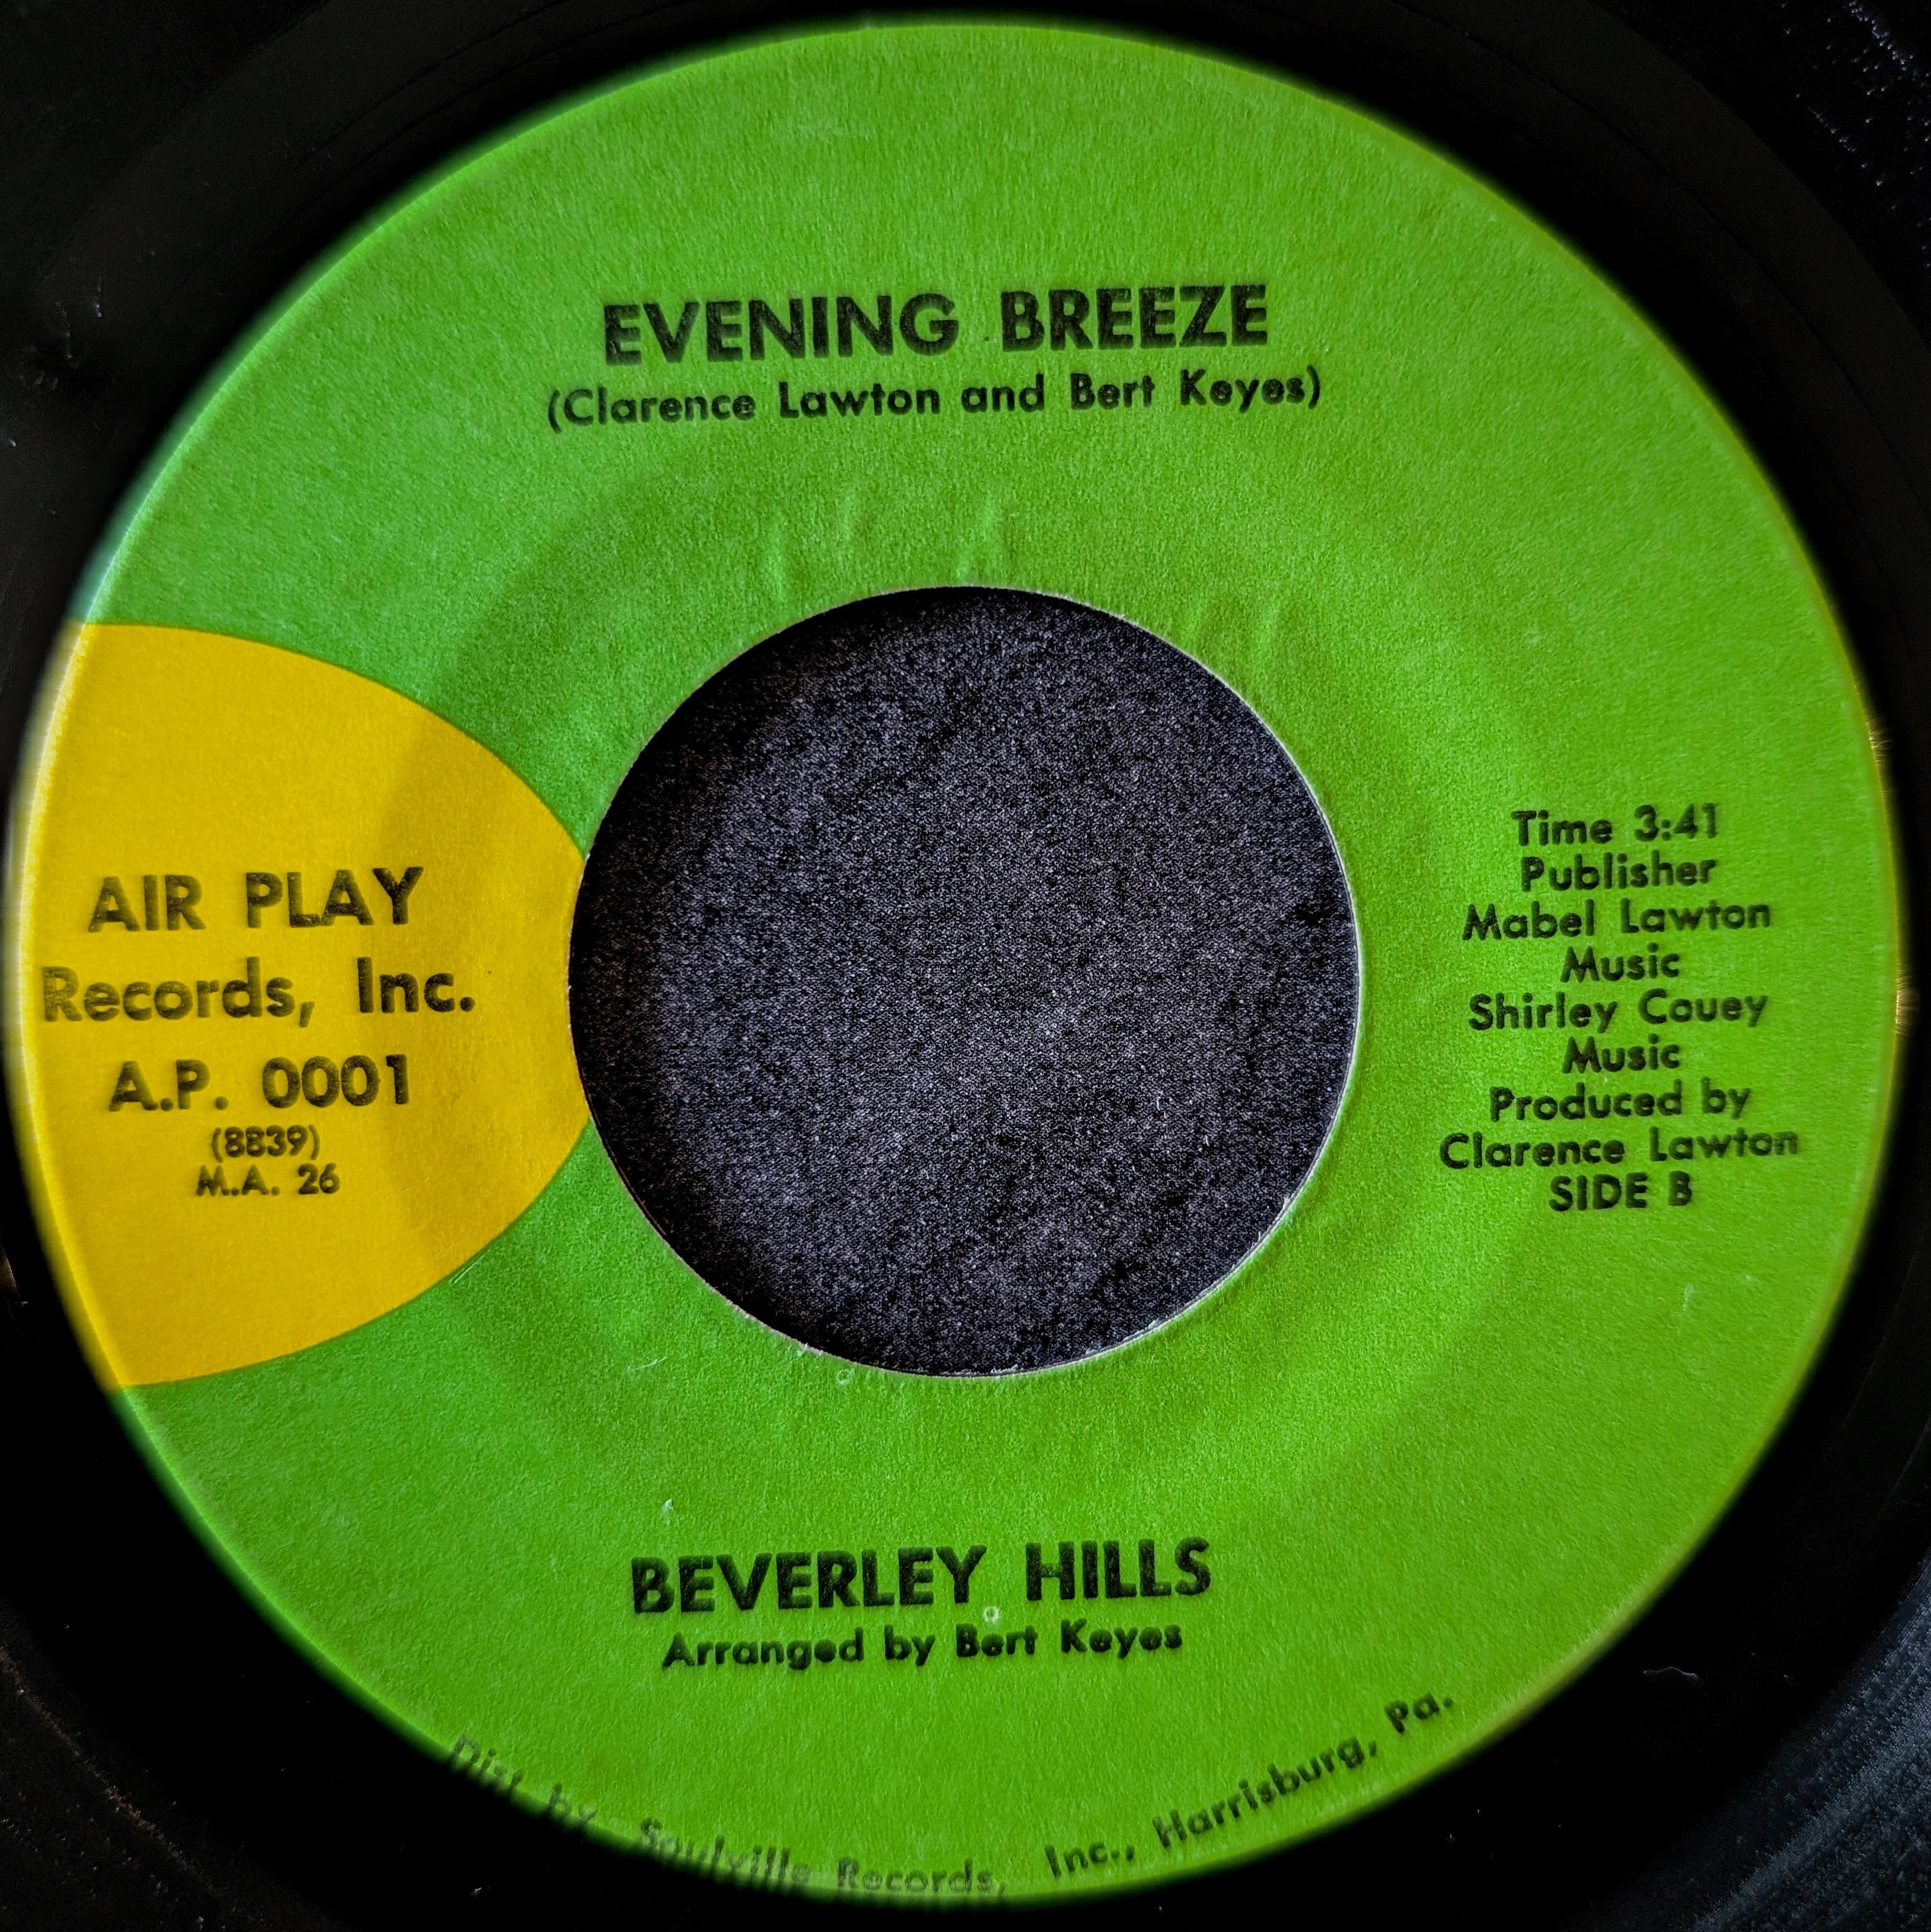 EVENING BREEZE
(Clarence Lawton and Bert Keyes)
AIR PLAY
Records, Inc.
A.P. 0001
(8839)
M.A. 26
Time 3:41
Publisher
Mabel Lawton
Music
Shirley Couey
Music
Produced by
Clarence Lawton
SIDE B
BEVERLEY HILLS
Arranged by Bert Keyes
Dist. by Soulville Records, Inc., Harrisburg, Pa.